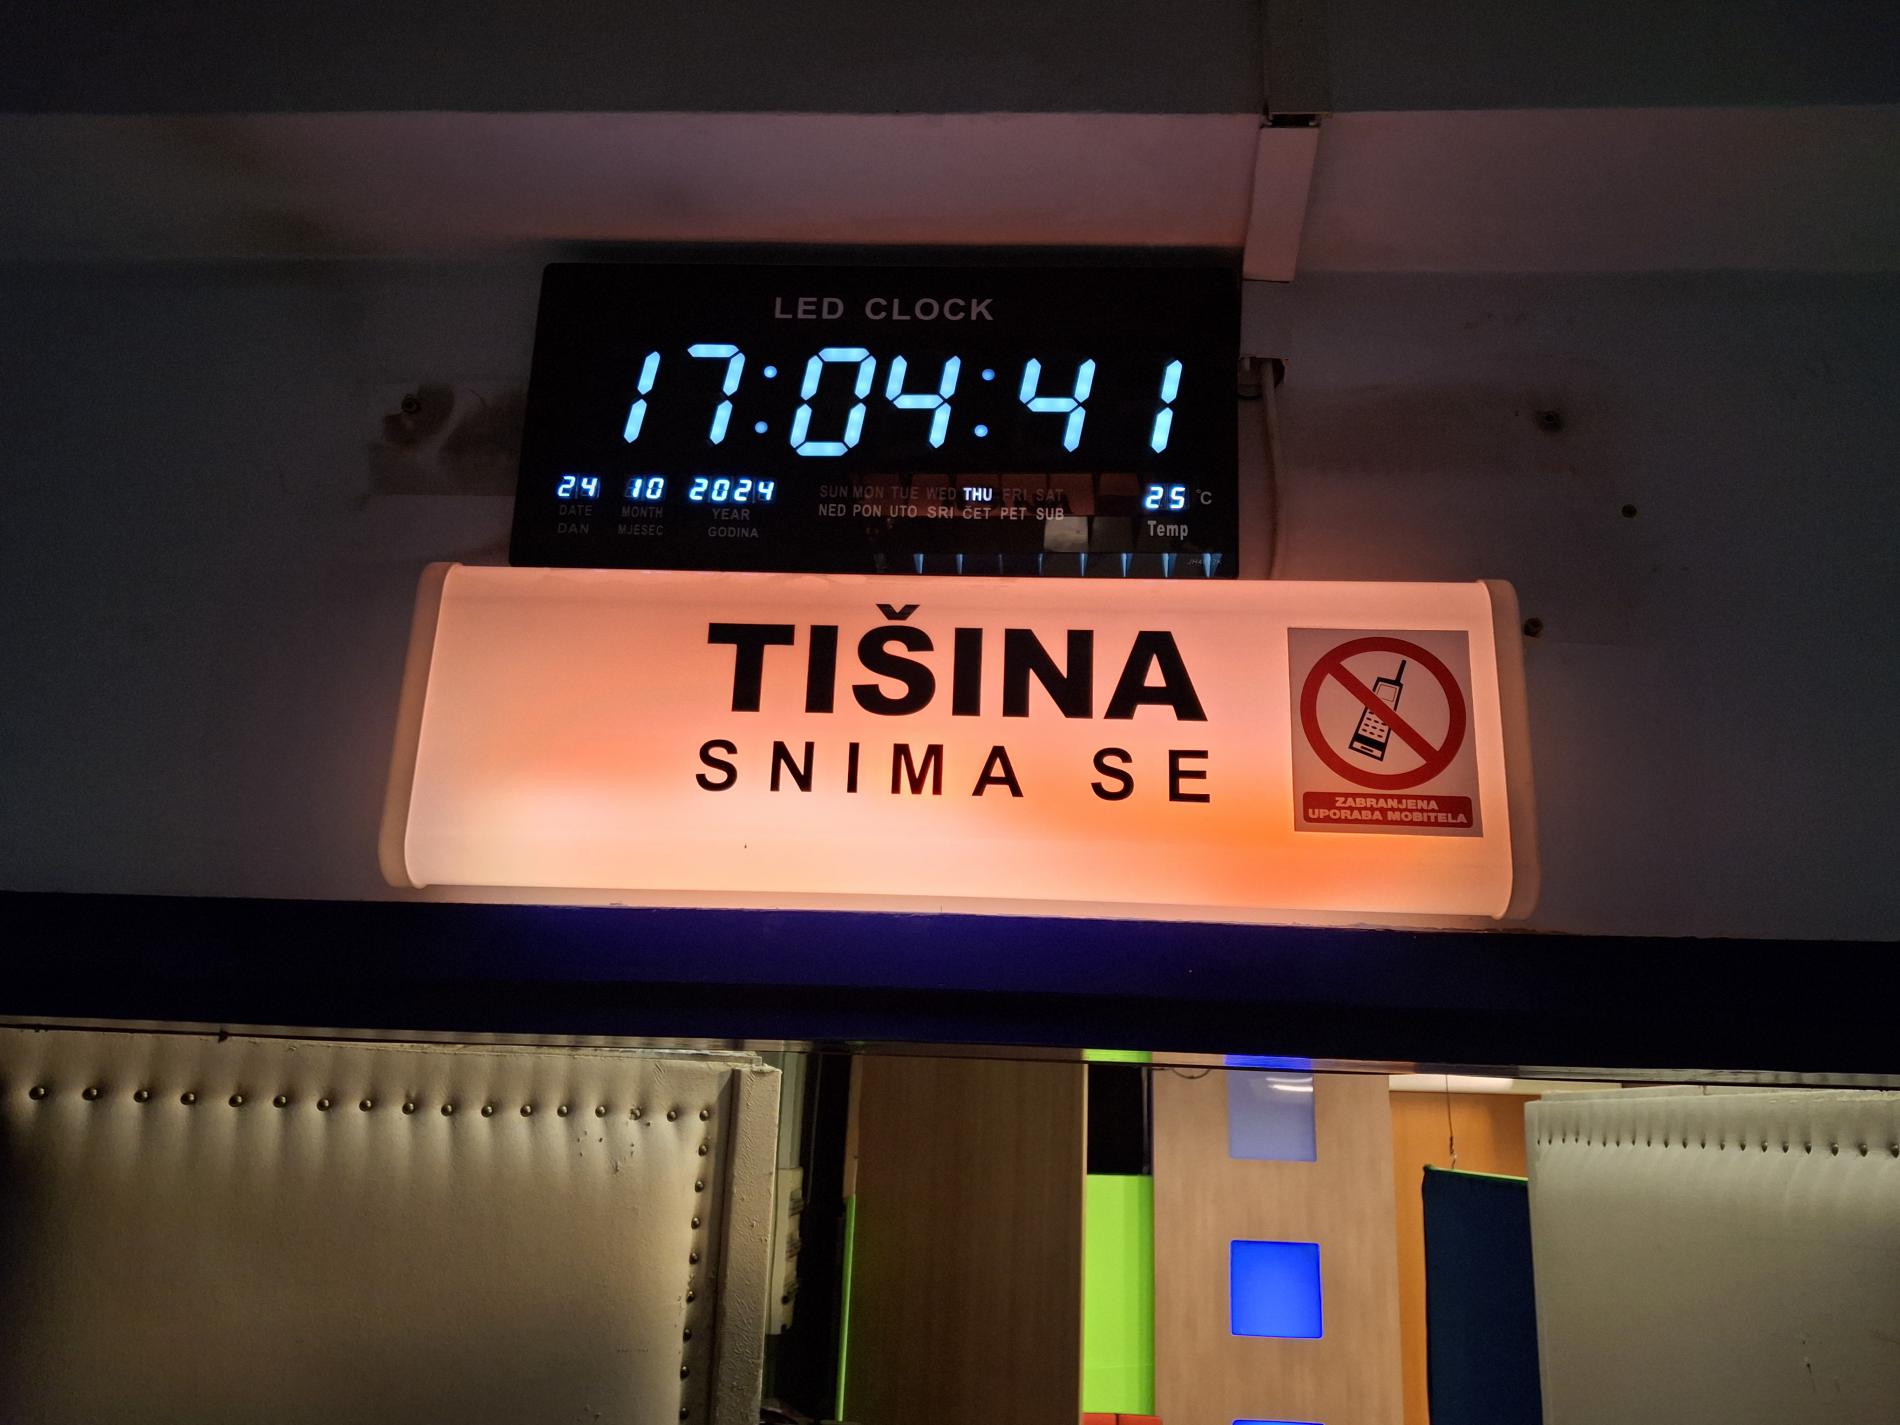 LED CLOCK
17:04:41
24 10 2024
DATE MONTH YEAR
DAN MJESEC GODINA
SUN MON TUE WED THU FRI SAT
NED PON UTO SRI ČET PET SUB
25 °C
Temp
TIŠINA
SNIMA SE
ZABRANJENA
UPORABA MOBITELA